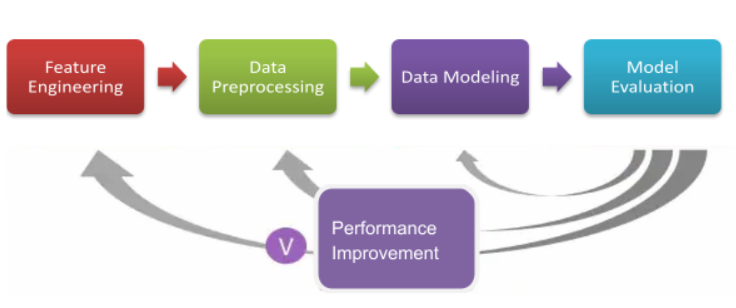 Feature
Engineering
Data
Preprocessing
Data Modeling
Model
Evaluation
V
Performance
Improvement